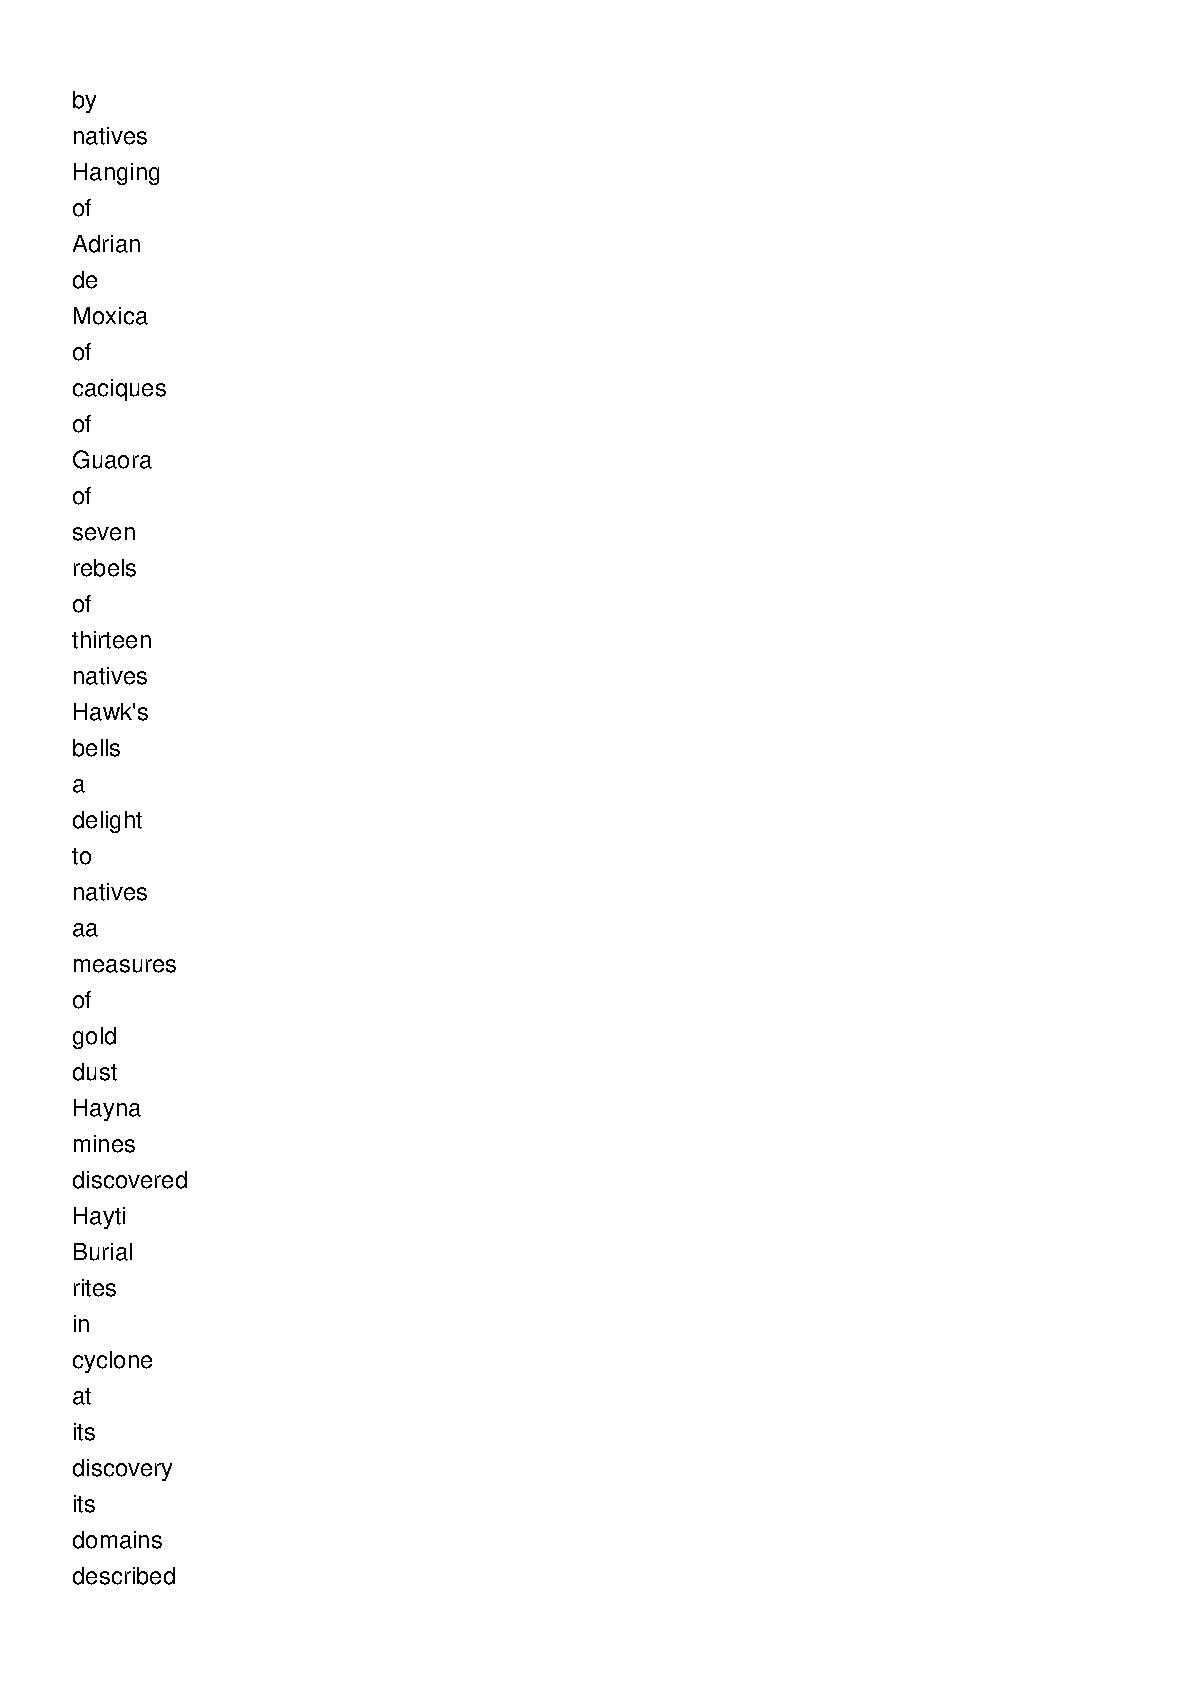 by
natives
Hanging
of
Adrian
de
Moxica
of
caciques
of
Guaora
of
seven
rebels
of
thirteen
natives
Hawk's
bells
a
delight
to
natives
aa
measures
of
gold
dust
Hayna
mines
discovered
Hayti
Burial
rites
in
cyclone
at
its
discovery
its
domains
described